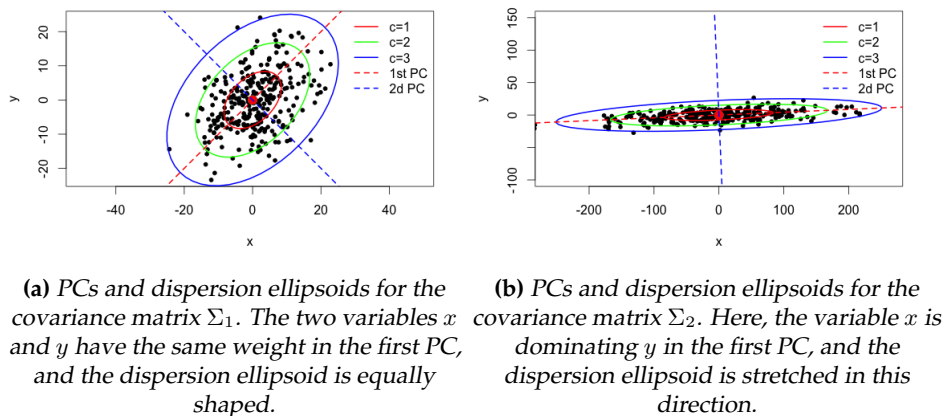 c=1
c=2
c=3
1st PC
2d PC
20
10
0
-10
-20
y
-40
-20
0
20
40
x
c=1
c=2
c=3
1st PC
2d PC
150
100
50
0
-100
y
-200
-100
0
100
200
x
(a) PCs and dispersion ellipsoids for the
covariance matrix Σ₁. The two variables x
and y have the same weight in the first PC,
and the dispersion ellipsoid is equally
shaped.
(b) PCs and dispersion ellipsoids for the
covariance matrix Σ₂. Here, the variable x is
dominating y in the first PC, and the
dispersion ellipsoid is stretched in this
direction.